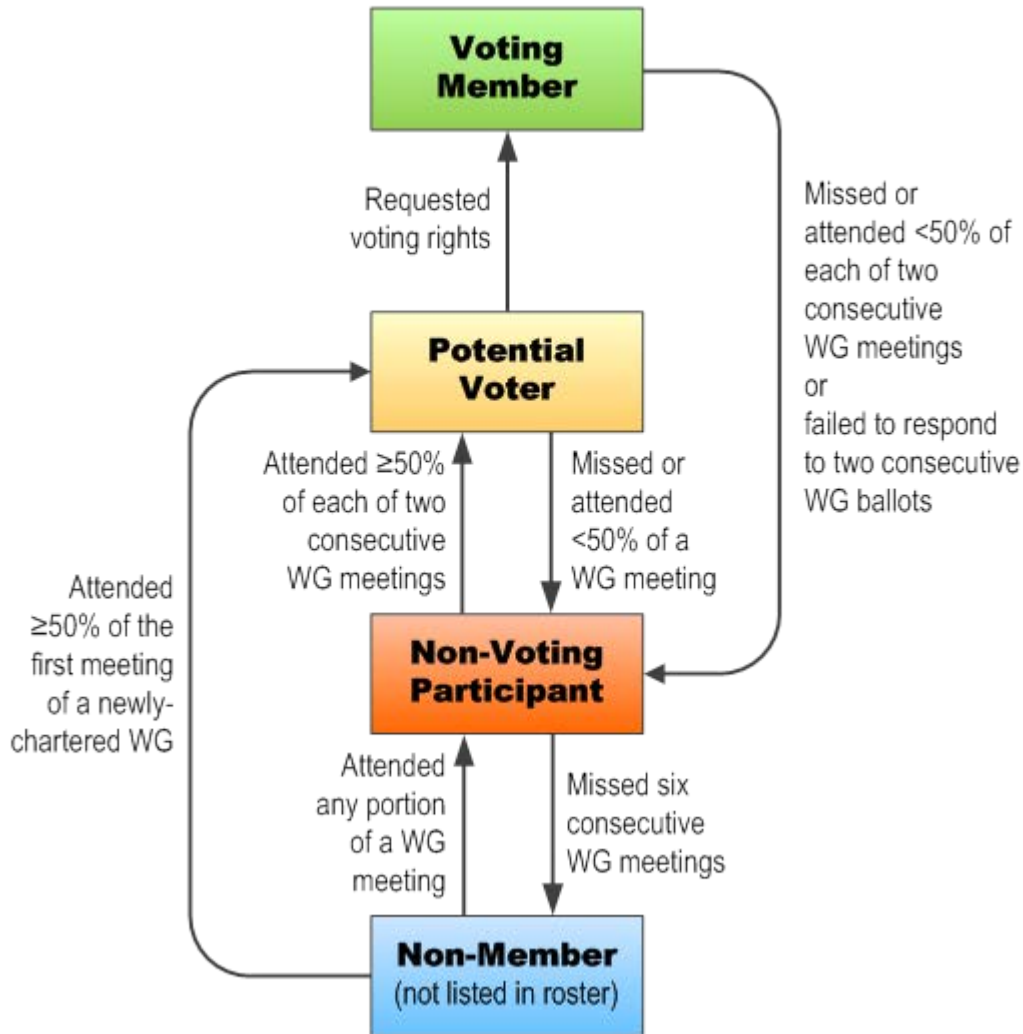 Voting
Member
Requested
voting rights
Missed or
attended <50% of
each of two
consecutive
WG meetings
or
failed to respond
to two consecutive
WG ballots
Potential
Voter
Attended ≥50%
of each of two
consecutive
WG meetings
Missed or
attended
<50% of a
WG meeting
Attended
≥50% of the
first meeting
of a newly-
chartered WG
Non-Voting
Participant
Attended
any portion
of a WG
meeting
Missed six
consecutive
WG meetings
Non-Member
(not listed in roster)